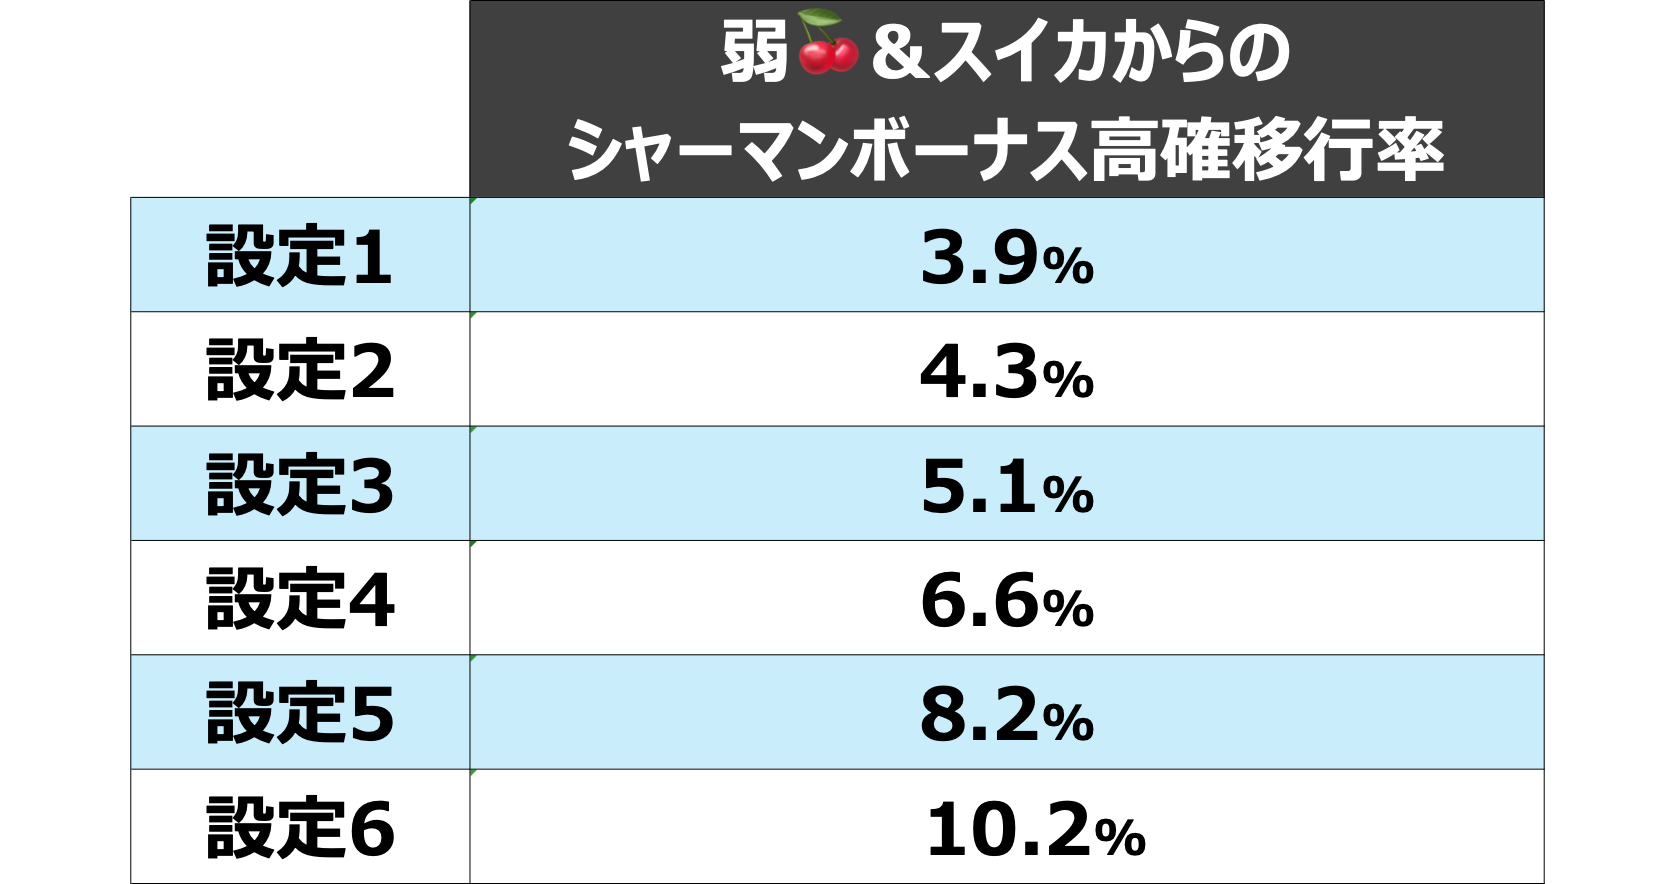 弱🍒&スイカからの
シャーマンボーナス高確移行率
設定1 3.9%
設定2 4.3%
設定3 5.1%
設定4 6.6%
設定5 8.2%
設定6 10.2%